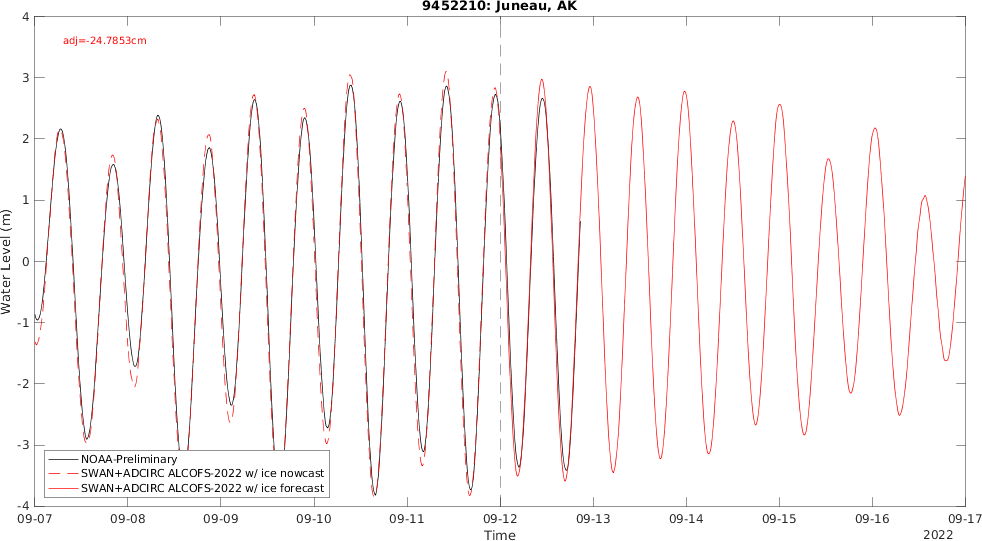 9452210: Juneau, AK
adj=-24.7853cm
4
3
2
1
0
-1
-2
-3
-4
Water Level (m)
NOAA-Preliminary
SWAN+ADCIRC ALCOFS-2022 w/ ice nowcast
SWAN+ADCIRC ALCOFS-2022 w/ ice forecast
09-07 09-08 09-09 09-10 09-11 09-12 09-13 09-14 09-15 09-16 09-17
Time
2022